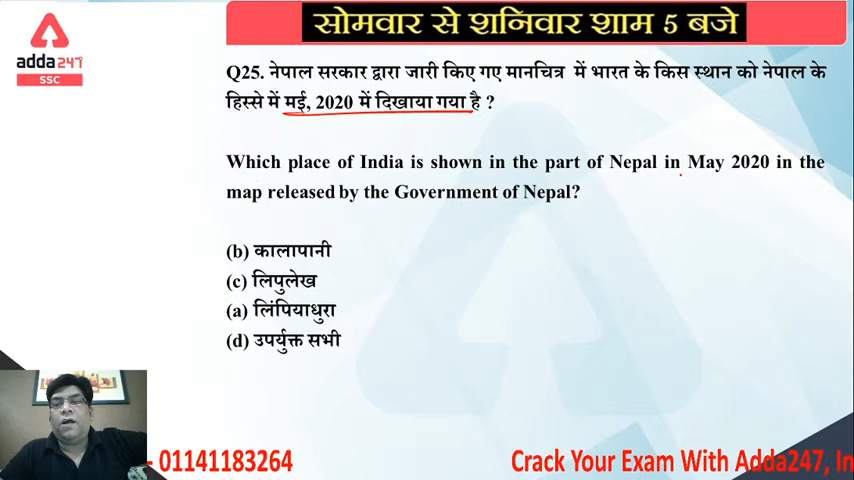 सोमवार से शनिवार शाम 5 बजे
adda247
SSC
Q25. नेपाल सरकार द्वारा जारी किए गए मानचित्र में भारत के किस स्थान को नेपाल के
हिस्से में मई, 2020 में दिखाया गया है ?
Which place of India is shown in the part of Nepal in May 2020 in the
map released by the Government of Nepal?
(b) कालापानी
(c) लिपुलेख
(a) लिंपियाधुरा
(d) उपर्युक्त सभी
- 01141183264 Crack Your Exam With Adda247, In